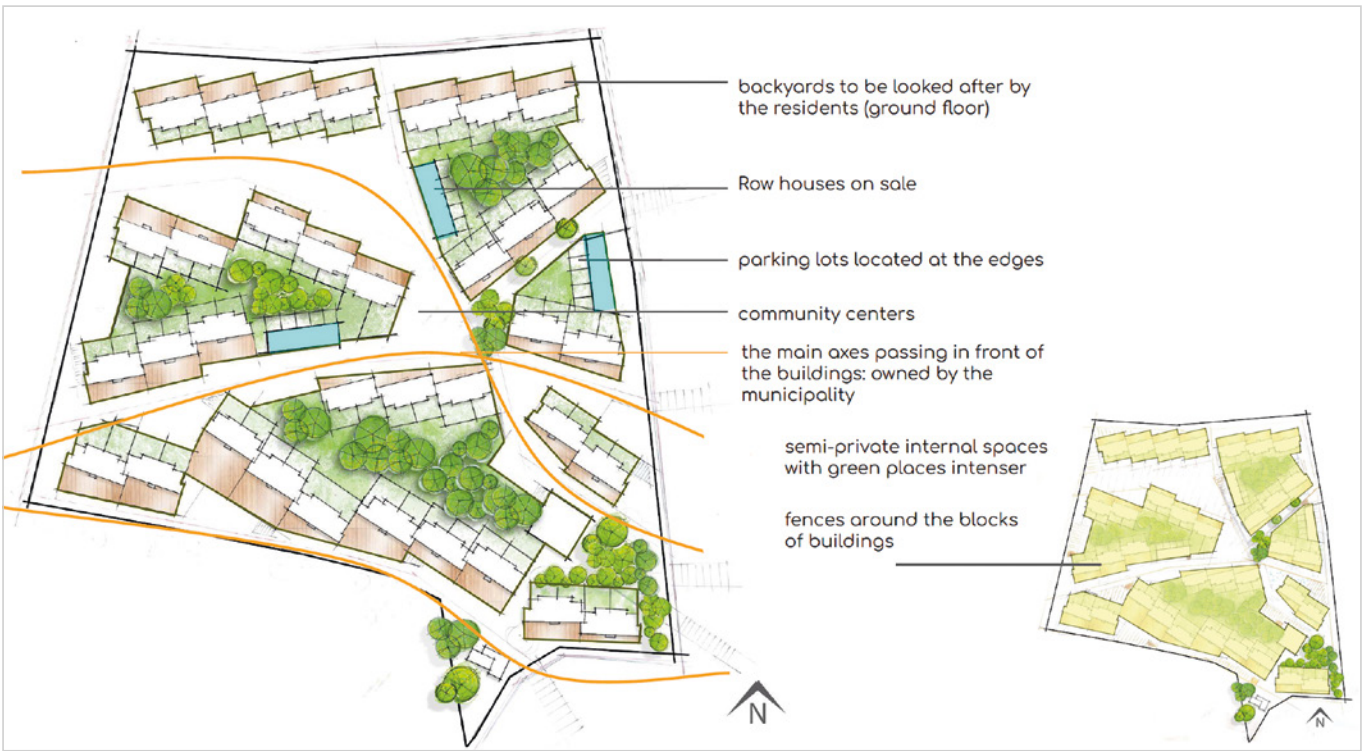 backyards to be looked after by
the residents (ground floor)
Row houses on sale
parking lots located at the edges
community centers
the main axes passing in front of
the buildings: owned by the
municipality
semi-private internal spaces
with green places intenser
fences around the blocks
of buildings
N
N